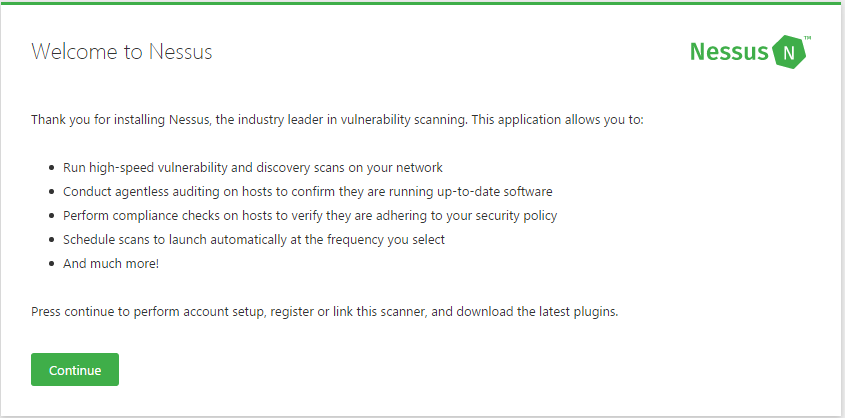 Welcome to Nessus
Nessus N ™
Thank you for installing Nessus, the industry leader in vulnerability scanning. This application allows you to:
• Run high-speed vulnerability and discovery scans on your network
• Conduct agentless auditing on hosts to confirm they are running up-to-date software
• Perform compliance checks on hosts to verify they are adhering to your security policy
• Schedule scans to launch automatically at the frequency you select
• And much more!
Press continue to perform account setup, register or link this scanner, and download the latest plugins.
Continue